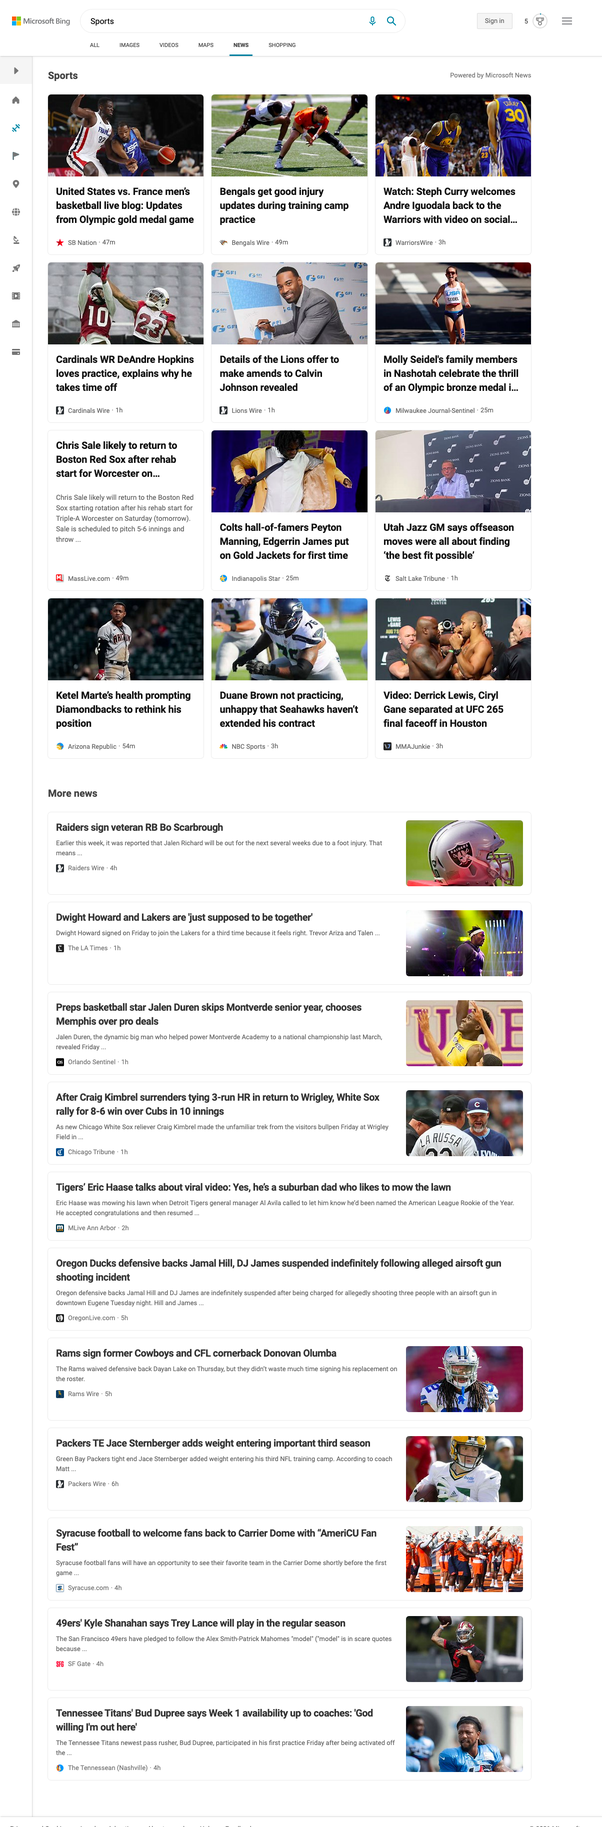 Microsoft Bing
Sports
Sign in
5
ALL
IMAGES
VIDEOS
MAPS
NEWS
SHOPPING
Sports
Powered by Microsoft News
United States vs. France men's
basketball live blog: Updates
from Olympic gold medal game
SB Nation · 47m
Bengals get good injury
updates during training camp
practice
Bengals Wire · 49m
30
Watch: Steph Curry welcomes
Andre Iguodala back to the
Warriors with video on social...
WarriorsWire · 3h
10
23
Cardinals WR DeAndre Hopkins
loves practice, explains why he
takes time off
Cardinals Wire · 1h
GFI
Details of the Lions offer to
make amends to Calvin
Johnson revealed
Lions Wire · 1h
Molly Seidel's family members
in Nashotah celebrate the thrill
of an Olympic bronze medal i...
Milwaukee Journal-Sentinel · 25m
Chris Sale likely to return to
Boston Red Sox after rehab
start for Worcester on...
Chris Sale likely will return to the Boston Red
Sox starting rotation after his rehab start for
Triple-A Worcester on Saturday (tomorrow).
Sale is scheduled to pitch 5-6 innings and
throw ...
MassLive.com · 49m
Colts hall-of-famers Peyton
Manning, Edgerrin James put
on Gold Jackets for first time
Indianapolis Star · 25m
Utah Jazz GM says offseason
moves were all about finding
'the best fit possible'
Salt Lake Tribune · 1h
Ketel Marte's health prompting
Diamondbacks to rethink his
position
Arizona Republic · 54m
76
Duane Brown not practicing,
unhappy that Seahawks haven't
extended his contract
NBC Sports · 3h
Video: Derrick Lewis, Ciryl
Gane separated at UFC 265
final faceoff in Houston
MMAJunkie · 3h
More news
Raiders sign veteran RB Bo Scarbrough
Earlier this week, it was reported that Jalen Richard will be out for the next several weeks due to a foot injury. That
means ...
Raiders Wire · 4h
Dwight Howard and Lakers are 'just supposed to be together'
Dwight Howard signed on Friday to join the Lakers for a third time because it feels right. Trevor Ariza and Talen ...
The LA Times · 1h
Preps basketball star Jalen Duren skips Montverde senior year, chooses
Memphis over pro deals
Jalen Duren, the dynamic big man who helped power Montverde Academy to a national championship last March,
revealed Friday ...
Orlando Sentinel · 1h
After Craig Kimbrel surrenders tying 3-run HR in return to Wrigley, White Sox
rally for 8-6 win over Cubs in 10 innings
As new Chicago White Sox reliever Craig Kimbrel made the unfamiliar trek from the visitors bullpen Friday at Wrigley
Field in ...
Chicago Tribune · 1h
LA RUSSA
Tigers' Eric Haase talks about viral video: Yes, he's a suburban dad who likes to mow the lawn
Eric Haase was mowing his lawn when Detroit Tigers general manager Al Avila called to let him know he'd been named the American League Rookie of the Year.
He accepted congratulations and then resumed ...
MLive Ann Arbor · 2h
Oregon Ducks defensive backs Jamal Hill, DJ James suspended indefinitely following alleged airsoft gun
shooting incident
Oregon defensive backs Jamal Hill and DJ James are indefinitely suspended after being charged for allegedly shooting three people with an airsoft gun in
downtown Eugene Tuesday night. Hill and James ...
OregonLive.com · 5h
Rams sign former Cowboys and CFL cornerback Donovan Olumba
The Rams waived defensive back Dayan Lake on Thursday, but they didn't waste much time signing his replacement on
the roster.
Rams Wire · 5h
Packers TE Jace Sternberger adds weight entering important third season
Green Bay Packers tight end Jace Sternberger added weight entering his third NFL training camp. According to coach
Matt ...
Packers Wire · 6h
Syracuse football to welcome fans back to Carrier Dome with "AmeriCU Fan
Fest"
Syracuse football fans will have an opportunity to see their favorite team in the Carrier Dome shortly before the first
game ...
Syracuse.com · 4h
49ers' Kyle Shanahan says Trey Lance will play in the regular season
The San Francisco 49ers have pledged to follow the Alex Smith-Patrick Mahomes "model" ("model" is in scare quotes
because ...
SF Gate · 4h
Tennessee Titans' Bud Dupree says Week 1 availability up to coaches: 'God
willing I'm out here'
The Tennessee Titans newest pass rusher, Bud Dupree, participated in his first practice Friday after being activated off
the ...
The Tennessean (Nashville) · 4h